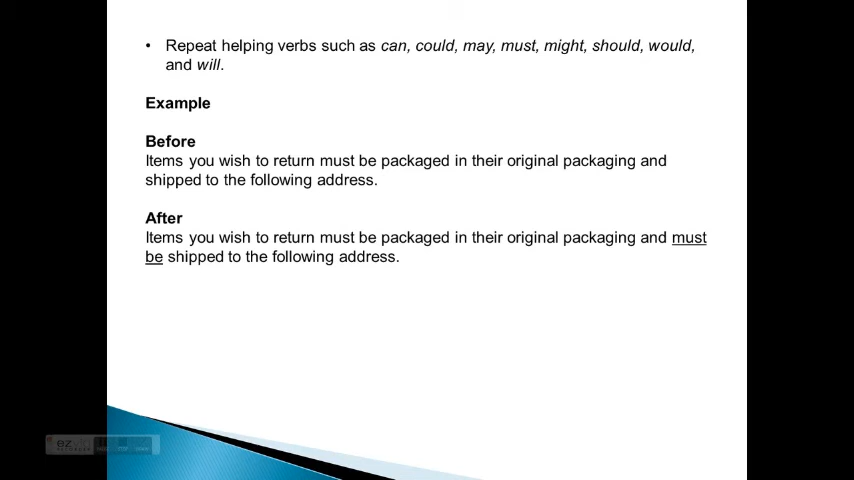 • Repeat helping verbs such as can, could, may, must, might, should, would,
and will.
Example
Before
Items you wish to return must be packaged in their original packaging and
shipped to the following address.
After
Items you wish to return must be packaged in their original packaging and must
be shipped to the following address.